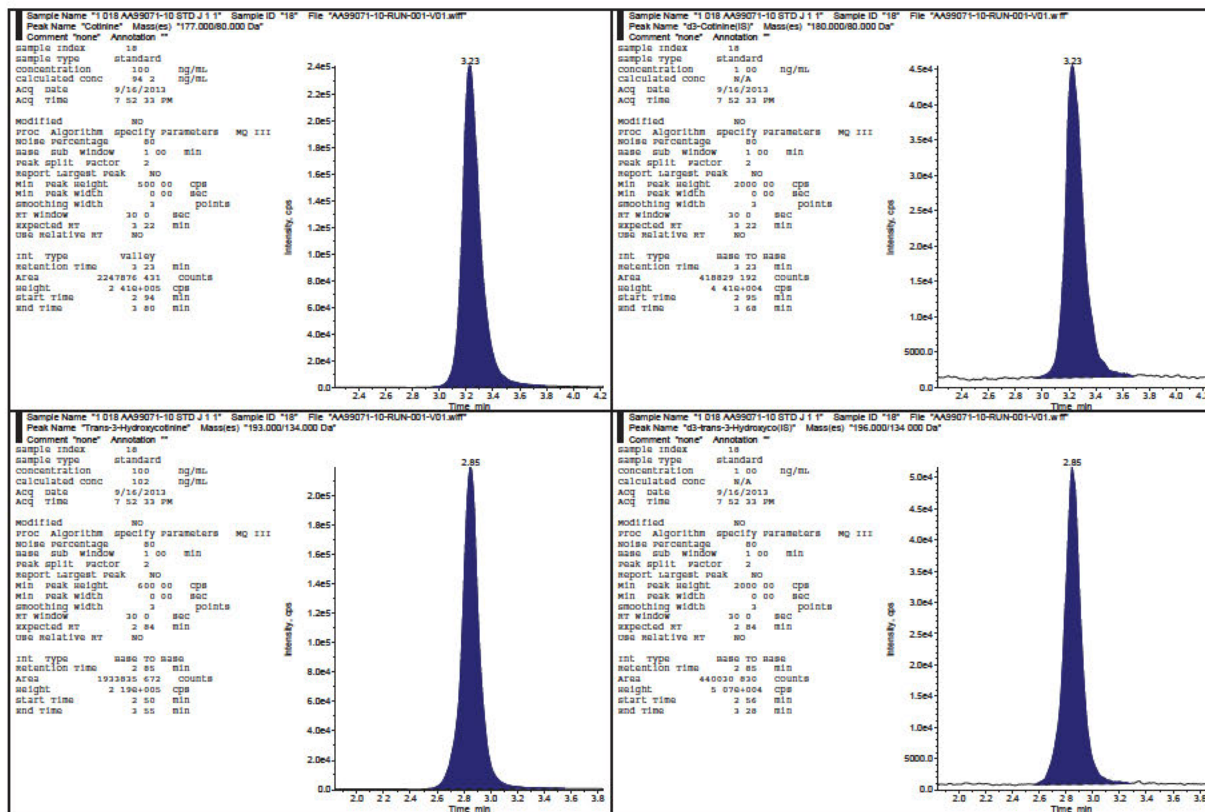 Sample Name "1 018 AA99071-10 STD J 1 1" Sample ID "18" File "AA99071-10-RUN-001-V01.wiff"
Peak Name "Cotinine" Mass(es) "177.000/80.000 Da"
Comment "none" Annotation ""
Sample Index 18
Sample Type standard
Concentration 100 ng/mL
Calculated Conc 94 2 ng/mL
Acq Date 9/16/2013
Acq Time 7 52 33 PM
Modified NO
Proc Algorithm Specify Parameters MQ III
Noise Percentage 80
Base Sub Window 1 00 min
Peak Split Factor 2
Report Largest Peak NO
Min Peak Height 500 00 cps
Min Peak Width 0 00 sec
Smoothing Width 3 points
RT Window 30 0 sec
Expected RT 3 22 min
Use Relative RT NO
Int Type valley
Retention Time 3 23 min
Area 2247876 431 counts
Height 2 41e+005 cps
Start Time 2 94 min
End Time 3 80 min
3.23
2.4e5
2.2e5
2.0e5
1.8e5
1.6e5
1.4e5
1.2e5
1.0e5
8.0e4
6.0e4
4.0e4
2.0e4
0.0
Intensity, cps
2.4 2.6 2.8 3.0 3.2 3.4 3.6 3.8 4.0 4.2
Time min
Sample Name "1 018 AA99071-10 STD J 1 1" Sample ID "18" File "AA99071-10-RUN-001-V01.wiff"
Peak Name "d3-Cotinine(IS)" Mass(es) "180.000/80.000 Da"
Comment "none" Annotation ""
Sample Index 18
Sample Type standard
Concentration 1 00 ng/mL
Calculated Conc N/A
Acq Date 9/16/2013
Acq Time 7 52 33 PM
Modified NO
Proc Algorithm Specify Parameters MQ III
Noise Percentage 80
Base Sub Window 1 00 min
Peak Split Factor 2
Report Largest Peak NO
Min Peak Height 2000 00 cps
Min Peak Width 0 00 sec
Smoothing Width 3 points
RT Window 30 0 sec
Expected RT 3 22 min
Use Relative RT NO
Int Type Base To Base
Retention Time 3 23 min
Area 418829 192 counts
Height 4 41e+004 cps
Start Time 2 95 min
End Time 3 68 min
3.23
4.5e4
4.0e4
3.5e4
3.0e4
2.5e4
2.0e4
1.5e4
1.0e4
5000.0
0.0
Intensity, cps
2.4 2.6 2.8 3.0 3.2 3.4 3.6 3.8 4.0 4.2
Time min
Sample Name "1 018 AA99071-10 STD J 1 1" Sample ID "18" File "AA99071-10-RUN-001-V01.wiff"
Peak Name "Trans-3-Hydroxycotinine" Mass(es) "193.000/134.000 Da"
Comment "none" Annotation ""
Sample Index 18
Sample Type standard
Concentration 100 ng/mL
Calculated Conc 102 ng/mL
Acq Date 9/16/2013
Acq Time 7 52 33 PM
Modified NO
Proc Algorithm Specify Parameters MQ III
Noise Percentage 80
Base Sub Window 1 00 min
Peak Split Factor 2
Report Largest Peak NO
Min Peak Height 600 00 cps
Min Peak Width 0 00 sec
Smoothing Width 3 points
RT Window 30 0 sec
Expected RT 2 84 min
Use Relative RT NO
Int Type Base To Base
Retention Time 2 85 min
Area 1933835 672 counts
Height 2 19e+005 cps
Start Time 2 50 min
End Time 3 55 min
2.85
2.0e5
1.8e5
1.6e5
1.4e5
1.2e5
1.0e5
8.0e4
6.0e4
4.0e4
2.0e4
0.0
Intensity, cps
2.0 2 2 2.4 2.6 2.8 3.0 3.2 3.4 3.6 3.8
Time min
Sample Name "1 018 AA99071-10 STD J 1 1" Sample ID "18" File "AA99071-10-RUN-001-V01.wiff"
Peak Name "d3-trans-3-Hydroxyco(IS)" Mass(es) "196.000/134 000 Da"
Comment "none" Annotation ""
Sample Index 18
Sample Type standard
Concentration 1 00 ng/mL
Calculated Conc N/A
Acq Date 9/16/2013
Acq Time 7 52 33 PM
Modified NO
Proc Algorithm Specify Parameters MQ III
Noise Percentage 80
Base Sub Window 1 00 min
Peak Split Factor 2
Report Largest Peak NO
Min Peak Height 2000 00 cps
Min Peak Width 0 00 sec
Smoothing Width 3 points
RT Window 30 0 sec
Expected RT 2 84 min
Use Relative RT NO
Int Type Base To Base
Retention Time 2 85 min
Area 440030 830 counts
Height 5 07e+004 cps
Start Time 2 56 min
End Time 3 28 min
2.85
5.0e4
4.5e4
4.0e4
3.5e4
3.0e4
2.5e4
2.0e4
1.5e4
1.0e4
5000.0
0.0
Intensity, cps
2.0 2.2 2.4 2.6 2.8 3.0 3.2 3.4 3.6 3.8
Time min